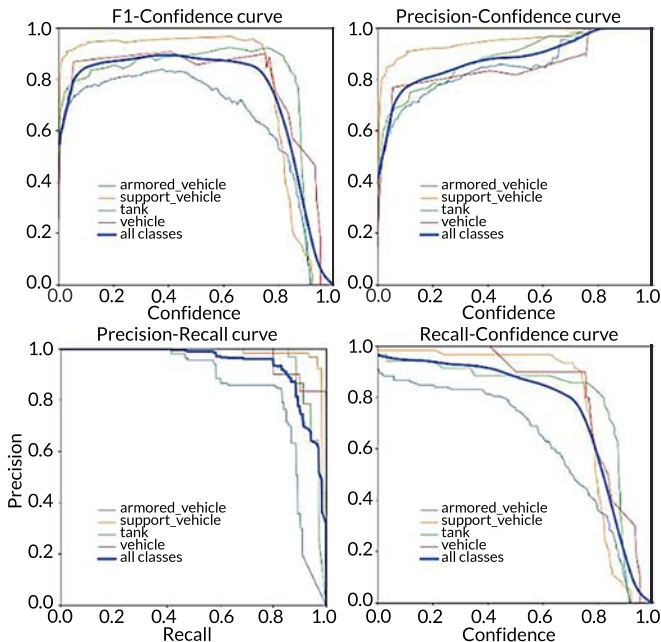 F1-Confidence curve
1.0
0.8
0.6
0.4
0.2
0.0
armored_vehicle
support_vehicle
tank
vehicle
all classes
0.0 0.2 0.4 0.6 0.8 1.0
Confidence
Precision-Confidence curve
1.0
0.8
0.6
0.4
0.2
0.0
armored_vehicle
support_vehicle
tank
vehicle
all classes
0.0 0.2 0.4 0.6 0.8 1.0
Confidence
Precision-Recall curve
Precision
1.0
0.8
0.6
0.4
0.2
0.0
armored_vehicle
support_vehicle
tank
vehicle
all classes
0.0 0.2 0.4 0.6 0.8 1.0
Recall
Recall-Confidence curve
1.0
0.8
0.6
0.4
0.2
0.0
armored_vehicle
support_vehicle
tank
vehicle
all classes
0.0 0.2 0.4 0.6 0.8 1.0
Confidence